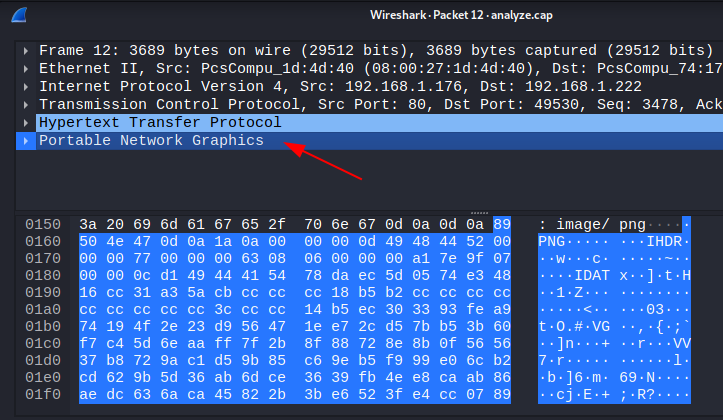 Wireshark · Packet 12 · analyze.cap
Frame 12: 3689 bytes on wire (29512 bits), 3689 bytes captured (29512 bits)
Ethernet II, Src: PcsCompu_1d:4d:40 (08:00:27:1d:4d:40), Dst: PcsCompu_74:17
Internet Protocol Version 4, Src: 192.168.1.176, Dst: 192.168.1.222
Transmission Control Protocol, Src Port: 80, Dst Port: 49530, Seq: 3478, Ack
Hypertext Transfer Protocol
Portable Network Graphics
0150 3a 20 69 6d 61 67 65 2f 70 6e 67 0d 0a 0d 0a 89 : image/ png·····
0160 50 4e 47 0d 0a 1a 0a 00 00 00 0d 49 48 44 52 00 PNG····· ···IHDR·
0170 00 00 77 00 00 00 63 08 06 00 00 00 a1 7e 9f 07 ··w···c· ·····~··
0180 00 00 0c d1 49 44 41 54 78 da ec 5d 05 74 e3 48 ····IDAT x··]·t·H
0190 16 cc 31 a3 5a cb cc cc cc 18 b5 b2 cc cc cc cc ··1·Z··· ········
01a0 cc cc cc cc cc 3c cc cc 14 b5 ec 30 33 93 fe a9 ·····<·· ···03···
01b0 74 19 4f 2e 23 d9 56 47 1e e7 2c d5 7b b5 3b 60 t·O.#·VG ··,·{·;`
01c0 f7 c4 5d 6e aa ff 7f 2b 8f 88 72 8e 8b 0f 56 56 ··]n···+ ··r···VV
01d0 37 b8 72 9a c1 d5 9b 85 c6 9e b5 f9 99 e0 6c b2 7·r····· ······l·
01e0 cd 62 9b 5d 36 ab 6d ce 36 39 fb 4e e8 ca ab 86 ·b·]6·m· 69·N····
01f0 ae dc 63 6a ca 45 82 2b 3b e6 52 3f e4 cc 07 89 ··cj·E·+ ;·R?····